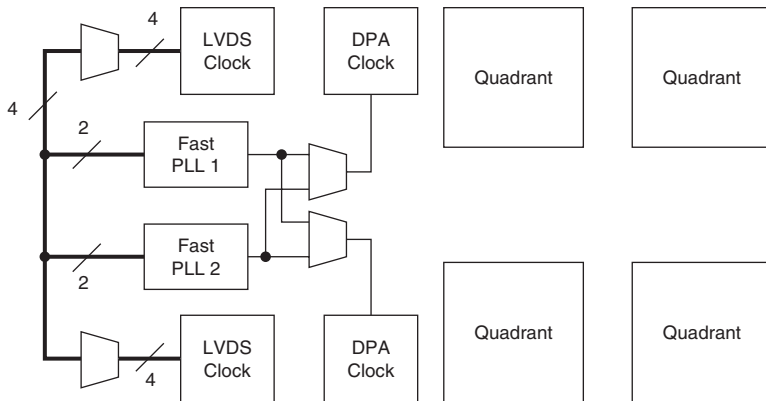 4
LVDS
Clock
DPA
Clock
Quadrant
Quadrant
4
2
Fast
PLL 1
Fast
PLL 2
2
LVDS
Clock
DPA
Clock
Quadrant
Quadrant
4